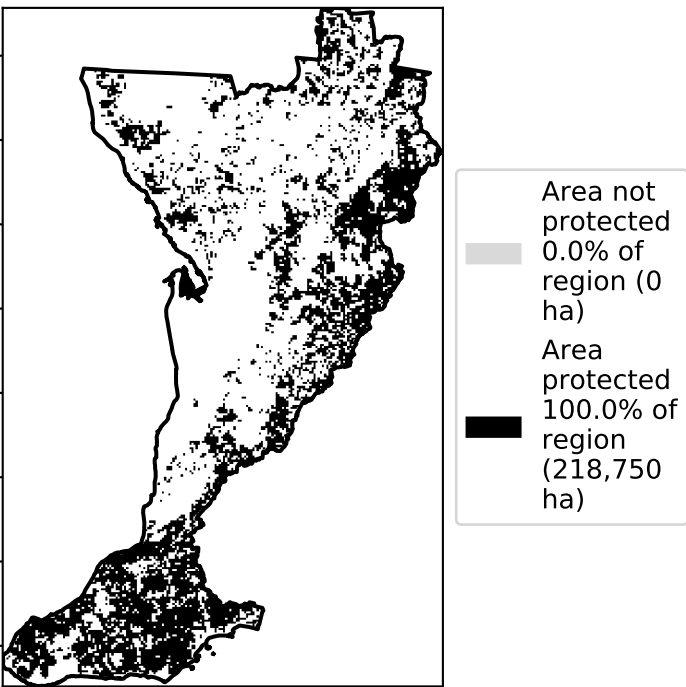 Area not
protected
0.0% of
region (0
ha)
Area
protected
100.0% of
region
(218,750
ha)